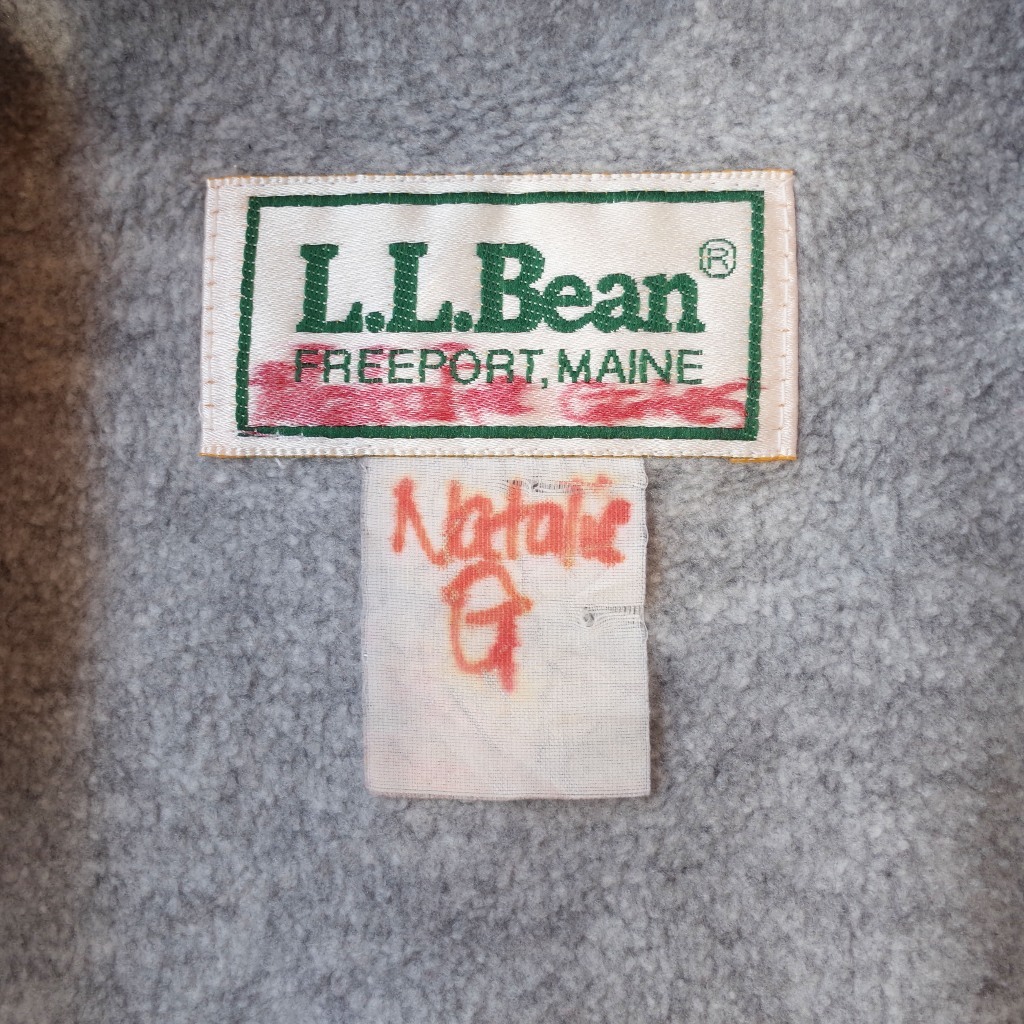 L.L.Bean®
FREEPORT, MAINE
Natalie
G